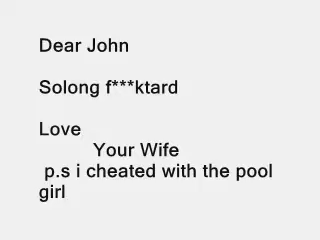 Dear John
Solong f***ktard
Love
Your Wife
p.s i cheated with the pool
girl